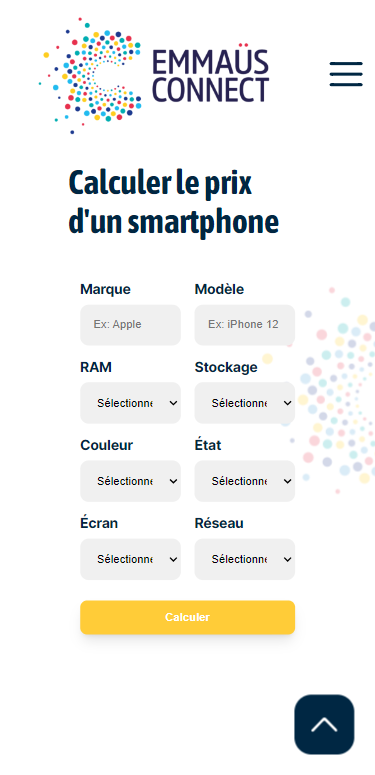 EMMAÜS
CONNECT
Calculer le prix
d'un smartphone
Marque Modèle
Ex: Apple Ex: iPhone 12
RAM Stockage
Sélectionne Sélectionne
Couleur État
Sélectionne Sélectionne
Écran Réseau
Sélectionne Sélectionne
Calculer